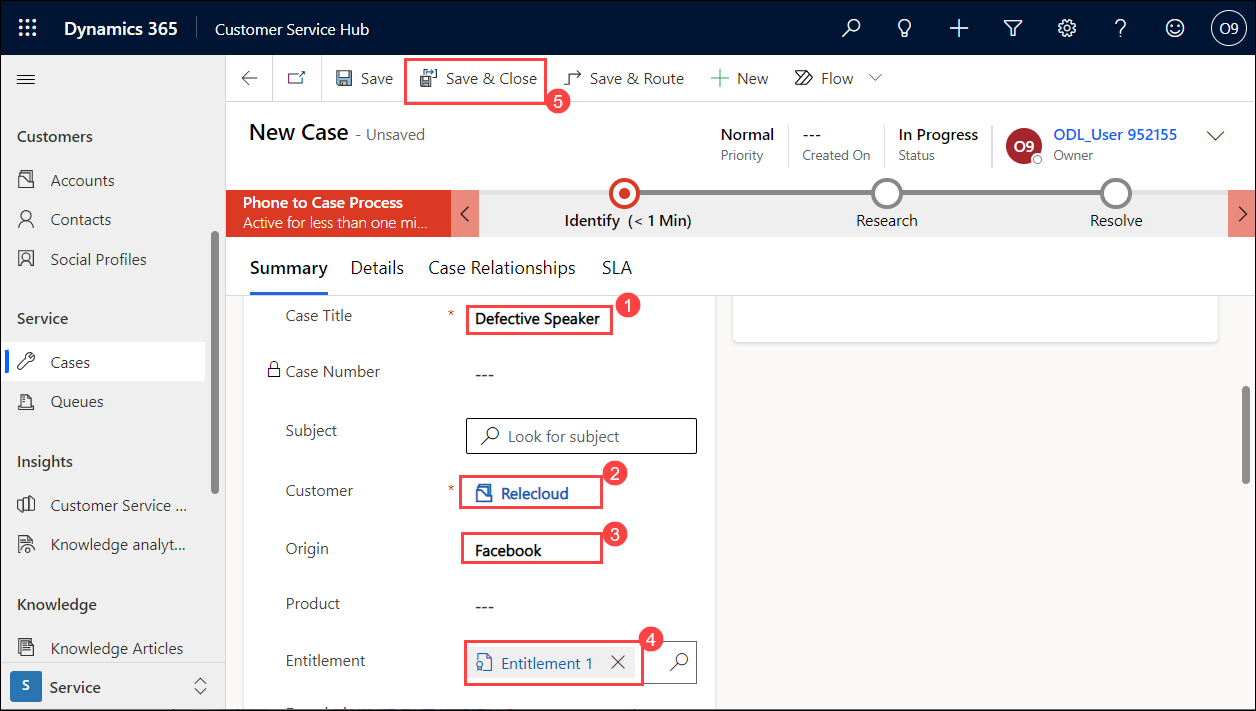 Dynamics 365
Customer Service Hub
O9
Save
Save & Close
Save & Route
New
Flow
5
New Case - Unsaved
Normal
Priority
---
Created On
In Progress
Status
O9
ODL_User 952155
Owner
Phone to Case Process
Active for less than one mi...
Identify (< 1 Min)
Research
Resolve
Summary
Details
Case Relationships
SLA
Customers
Accounts
Contacts
Social Profiles
Service
Cases
Queues
Insights
Customer Service ...
Knowledge analyt...
Knowledge
Knowledge Articles
S
Service
Case Title * Defective Speaker 1
Case Number ---
Subject Look for subject
Customer * Relecloud 2
Origin Facebook 3
Product ---
Entitlement Entitlement 1 4